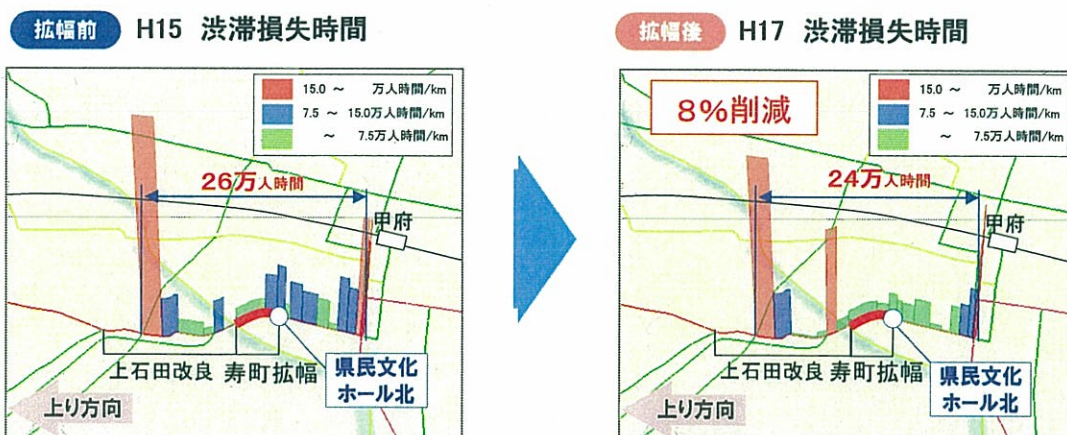 拡幅前 H15 渋滞損失時間
15.0 ～ 万人時間/km
7.5 ～ 15.0万人時間/km
～ 7.5万人時間/km
26万人時間
甲府
上石田改良 寿町拡幅
県民文化
ホール北
上り方向
拡幅後 H17 渋滞損失時間
8%削減
15.0 ～ 万人時間/km
7.5 ～ 15.0万人時間/km
～ 7.5万人時間/km
24万人時間
甲府
上石田改良 寿町拡幅
県民文化
ホール北
上り方向